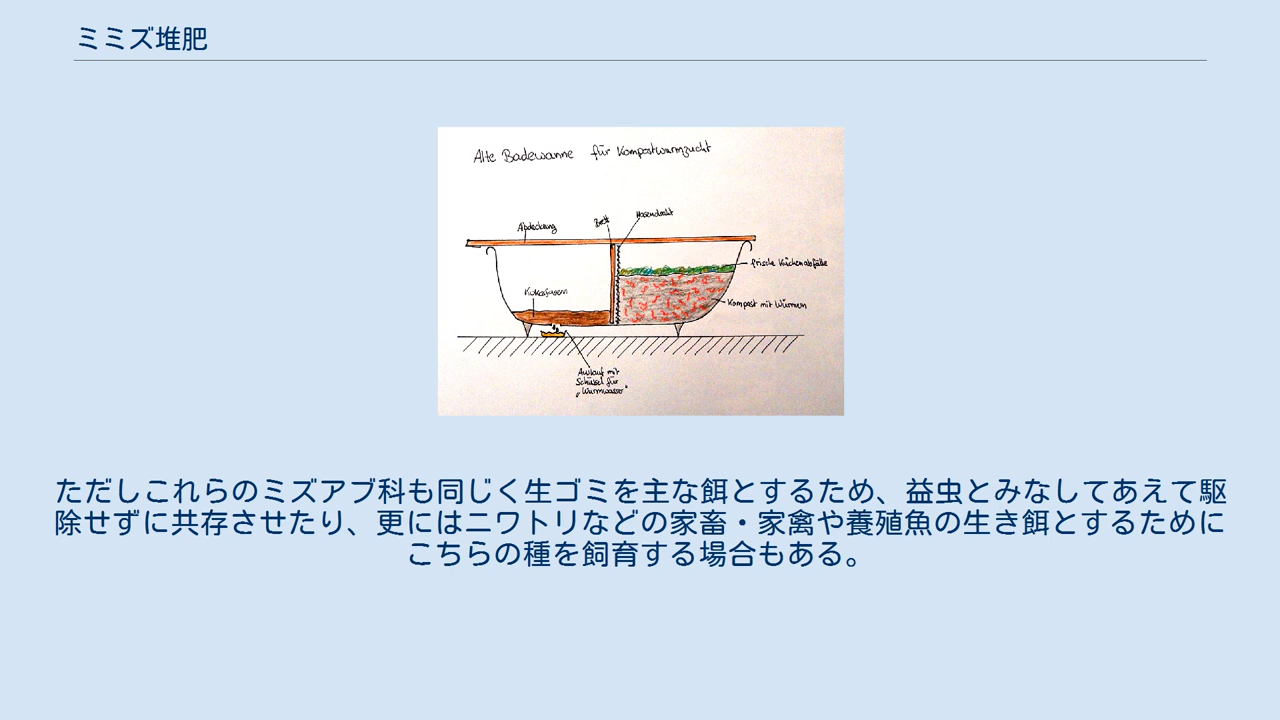 ミミズ堆肥
Alte Badewanne für Kompostwurmzucht
Abdeckung
Brett
Hasendraht
frische Küchenabfälle
Kokosfasern
Kompost mit Würmern
Auslauf mit
Schüssel für
„Wurmwasser"
ただしこれらのミズアブ科も同じく生ゴミを主な餌とするため、益虫とみなしてあえて駆
除せずに共存させたり、更にはニワトリなどの家畜・家禽や養殖魚の生き餌とするために
こちらの種を飼育する場合もある。